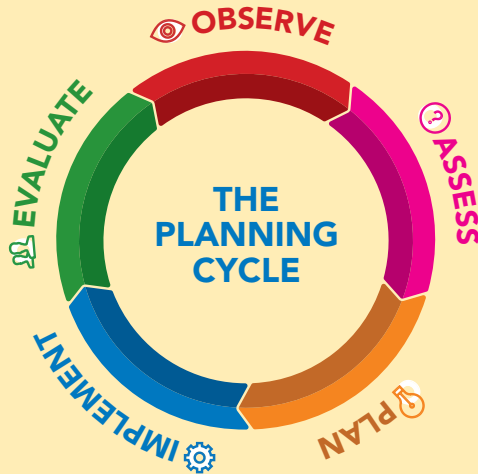 OBSERVE
ASSESS
PLAN
IMPLEMENT
EVALUATE
THE
PLANNING
CYCLE